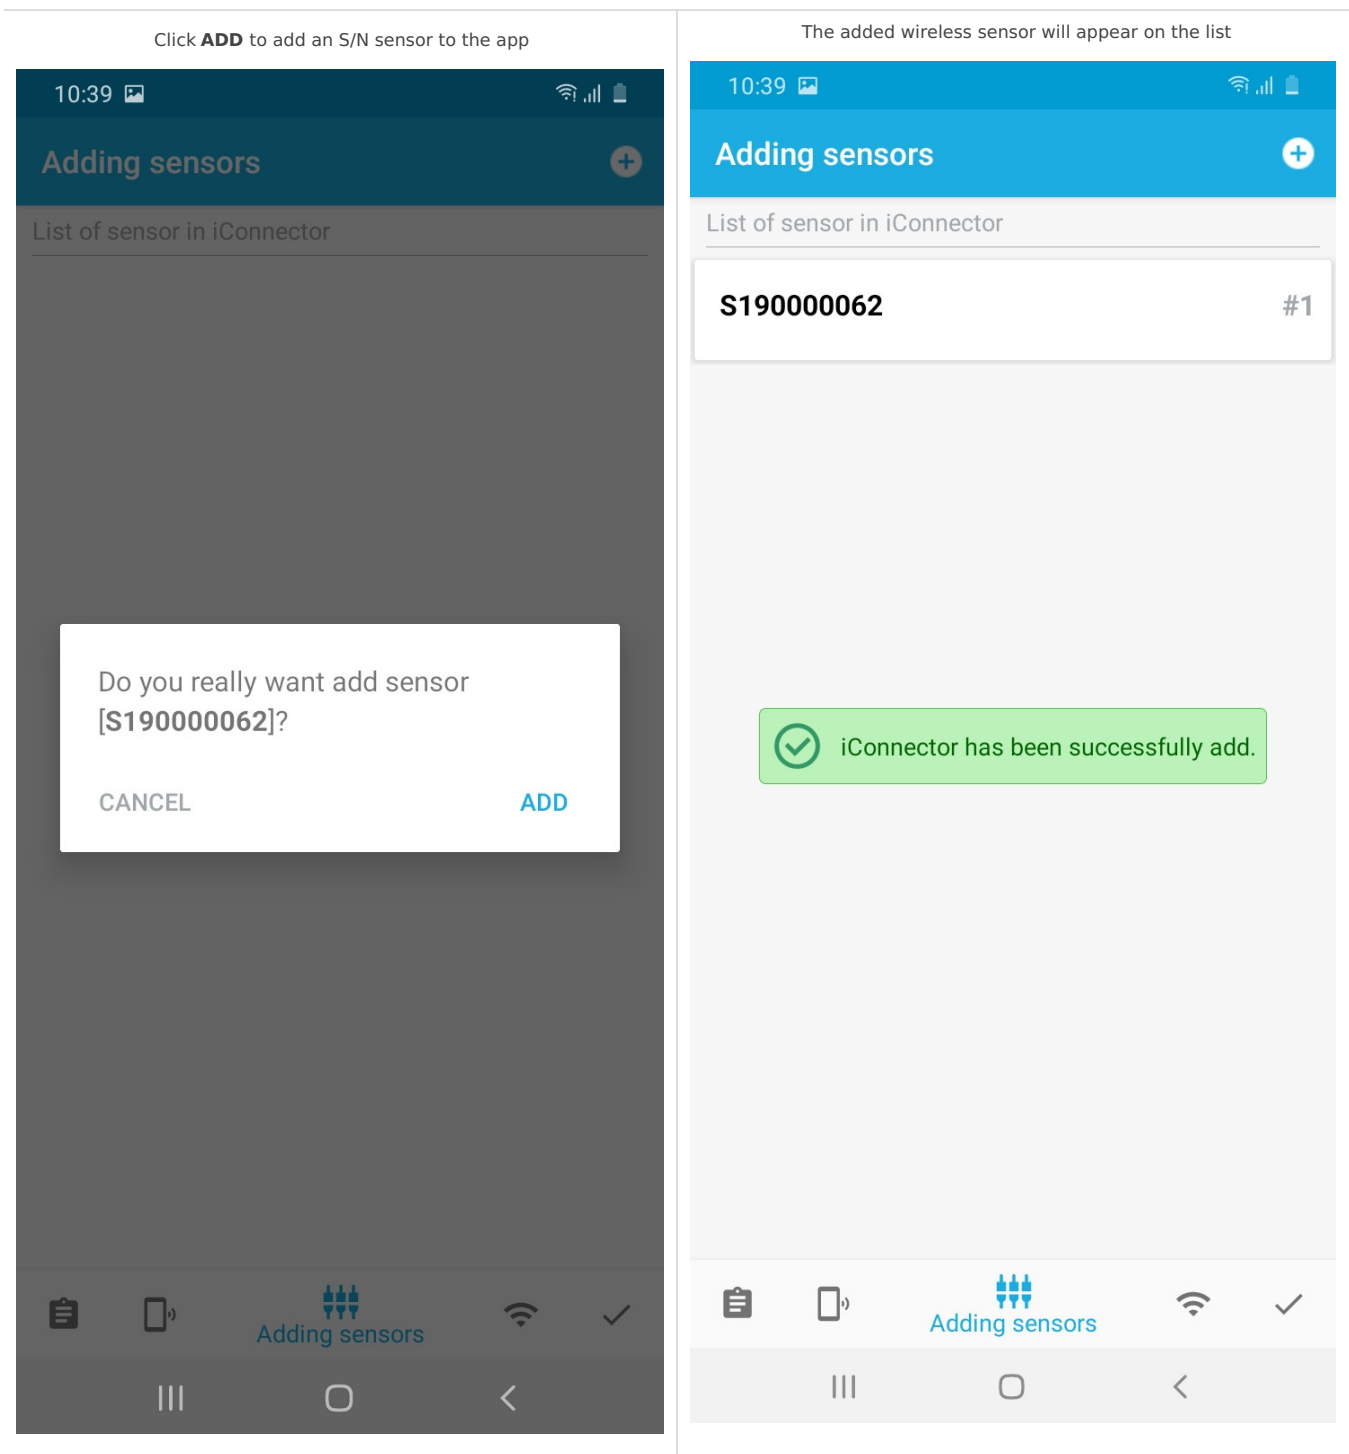 Click ADD to add an S/N sensor to the app
10:39
Adding sensors
List of sensor in iConnector
Do you really want add sensor
[S190000062]?
CANCEL ADD
Adding sensors
The added wireless sensor will appear on the list
10:39
Adding sensors
List of sensor in iConnector
S190000062 #1
iConnector has been successfully add.
Adding sensors